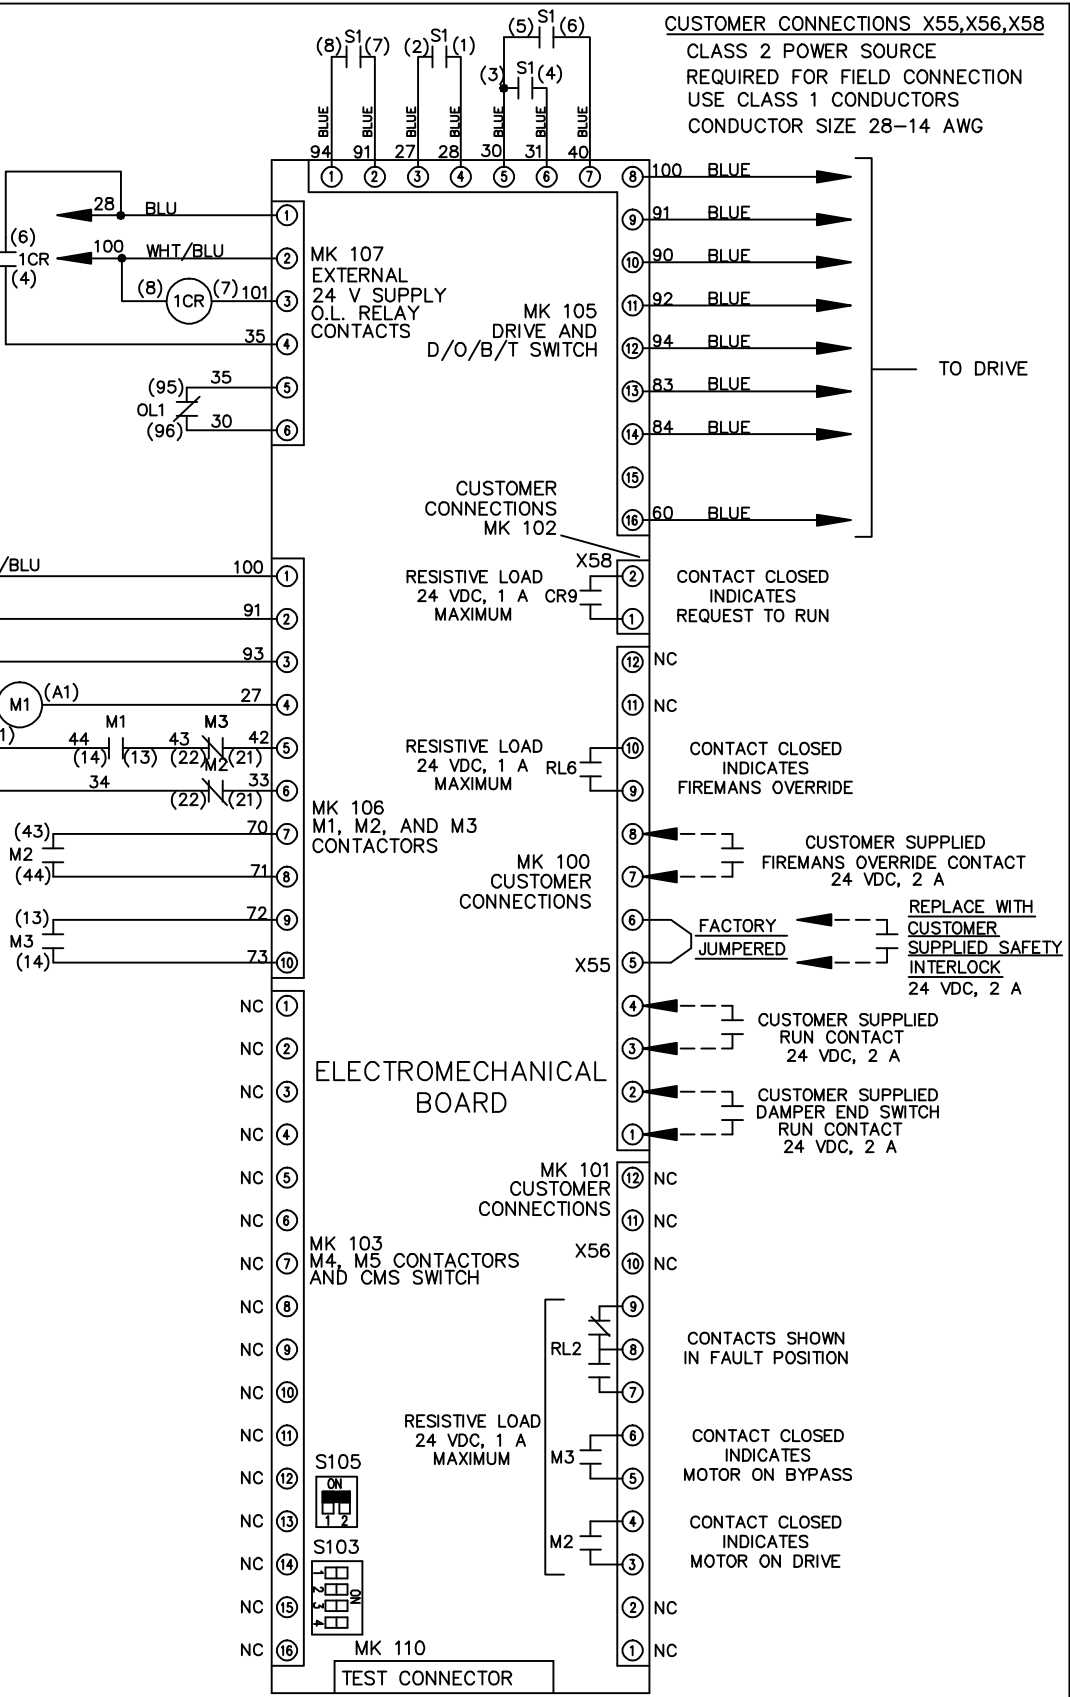 CUSTOMER CONNECTIONS X55,X56,X58
CLASS 2 POWER SOURCE
REQUIRED FOR FIELD CONNECTION
USE CLASS 1 CONDUCTORS
CONDUCTOR SIZE 28–14 AWG
(8) S1 (7) (2) S1 (1) (5) S1 (6)
(3) S1 (4)
BLUE BLUE BLUE BLUE BLUE BLUE BLUE
94 91 27 28 30 31 40
1 2 3 4 5 6 7
8 100 BLUE
9 91 BLUE
10 90 BLUE
11 92 BLUE
12 94 BLUE
13 83 BLUE
14 84 BLUE
15
16 60 BLUE
TO DRIVE
28 BLU 1
(6) 1CR (4)
100 WHT/BLU 2
(8) 1CR (7) 101 3
35 4
(95) 35 5
OL1
(96) 30 6
MK 107
EXTERNAL
24 V SUPPLY
O.L. RELAY
CONTACTS
MK 105
DRIVE AND
D/O/B/T SWITCH
CUSTOMER
CONNECTIONS
MK 102
/BLU 100 1
91 2
93 3
M1 (A1) 27 4
1)
44 M1 43 M3 42 5
(14) (13) (22) (21)
34 M2 33 6
(22) (21)
(43) 70 7
M2
(44) 71 8
(13) 72 9
M3
(14) 73 10
MK 106
M1, M2, AND M3
CONTACTORS
X58
2
1
RESISTIVE LOAD
24 VDC, 1 A CR9
MAXIMUM
CONTACT CLOSED
INDICATES
REQUEST TO RUN
12 NC
11 NC
10
9
RESISTIVE LOAD
24 VDC, 1 A RL6
MAXIMUM
CONTACT CLOSED
INDICATES
FIREMANS OVERRIDE
MK 100
CUSTOMER
CONNECTIONS
X55
8
7
CUSTOMER SUPPLIED
FIREMANS OVERRIDE CONTACT
24 VDC, 2 A
6
5
FACTORY
JUMPERED
REPLACE WITH
CUSTOMER
SUPPLIED SAFETY
INTERLOCK
24 VDC, 2 A
4
3
CUSTOMER SUPPLIED
RUN CONTACT
24 VDC, 2 A
2
1
CUSTOMER SUPPLIED
DAMPER END SWITCH
RUN CONTACT
24 VDC, 2 A
ELECTROMECHANICAL
BOARD
NC 1
NC 2
NC 3
NC 4
NC 5
NC 6
NC 7
NC 8
NC 9
NC 10
NC 11
NC 12
NC 13
NC 14
NC 15
NC 16
MK 103
M4, M5 CONTACTORS
AND CMS SWITCH
MK 101
CUSTOMER
CONNECTIONS
X56
12 NC
11 NC
10 NC
9
RL2 8
7
CONTACTS SHOWN
IN FAULT POSITION
RESISTIVE LOAD
24 VDC, 1 A
MAXIMUM
6
M3
5
CONTACT CLOSED
INDICATES
MOTOR ON BYPASS
4
M2
3
CONTACT CLOSED
INDICATES
MOTOR ON DRIVE
2 NC
1 NC
S105
ON
1 2
S103
1
2
3
4
ON
MK 110
TEST CONNECTOR